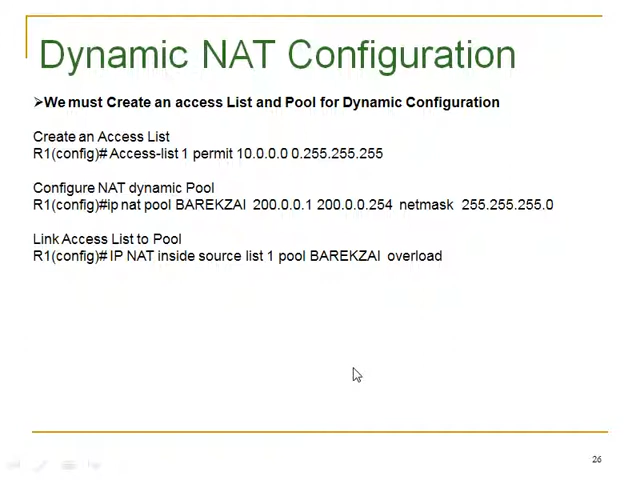 Dynamic NAT Configuration
➢We must Create an access List and Pool for Dynamic Configuration
Create an Access List
R1(config)# Access-list 1 permit 10.0.0.0 0.255.255.255
Configure NAT dynamic Pool
R1(config)#ip nat pool BAREKZAI 200.0.0.1 200.0.0.254 netmask 255.255.255.0
Link Access List to Pool
R1(config)# IP NAT inside source list 1 pool BAREKZAI overload
26